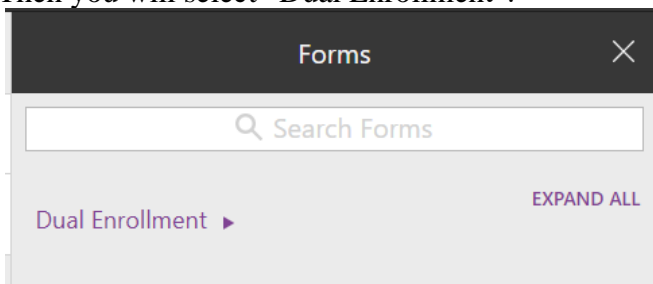 Then you will select "Dual Enrollment".
Forms
Search Forms
EXPAND ALL
Dual Enrollment